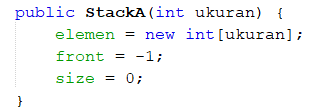 public StackA(int ukuran) {
    elemen = new int[ukuran];
    front = -1;
    size = 0;
}